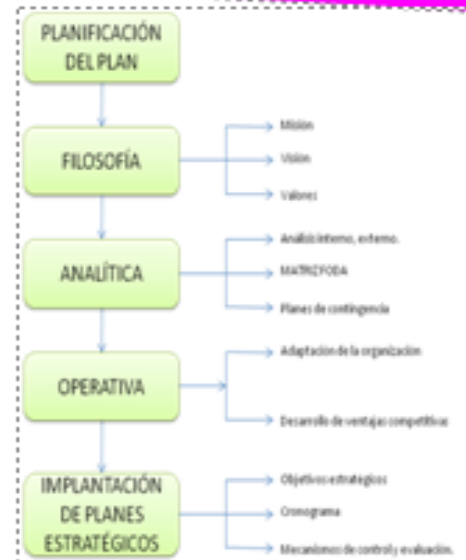 PLANIFICACIÓN
DEL PLAN
FILOSOFÍA
Misión
Visión
Valores
ANALÍTICA
Análisis interno, externo.
MATRIZ FODA
Planes de contingencia
OPERATIVA
Adaptación de la organización
Desarrollo de ventajas competitivas
IMPLANTACIÓN
DE PLANES
ESTRATÉGICOS
Objetivos estratégicos
Cronograma
Mecanismos de control y evaluación.